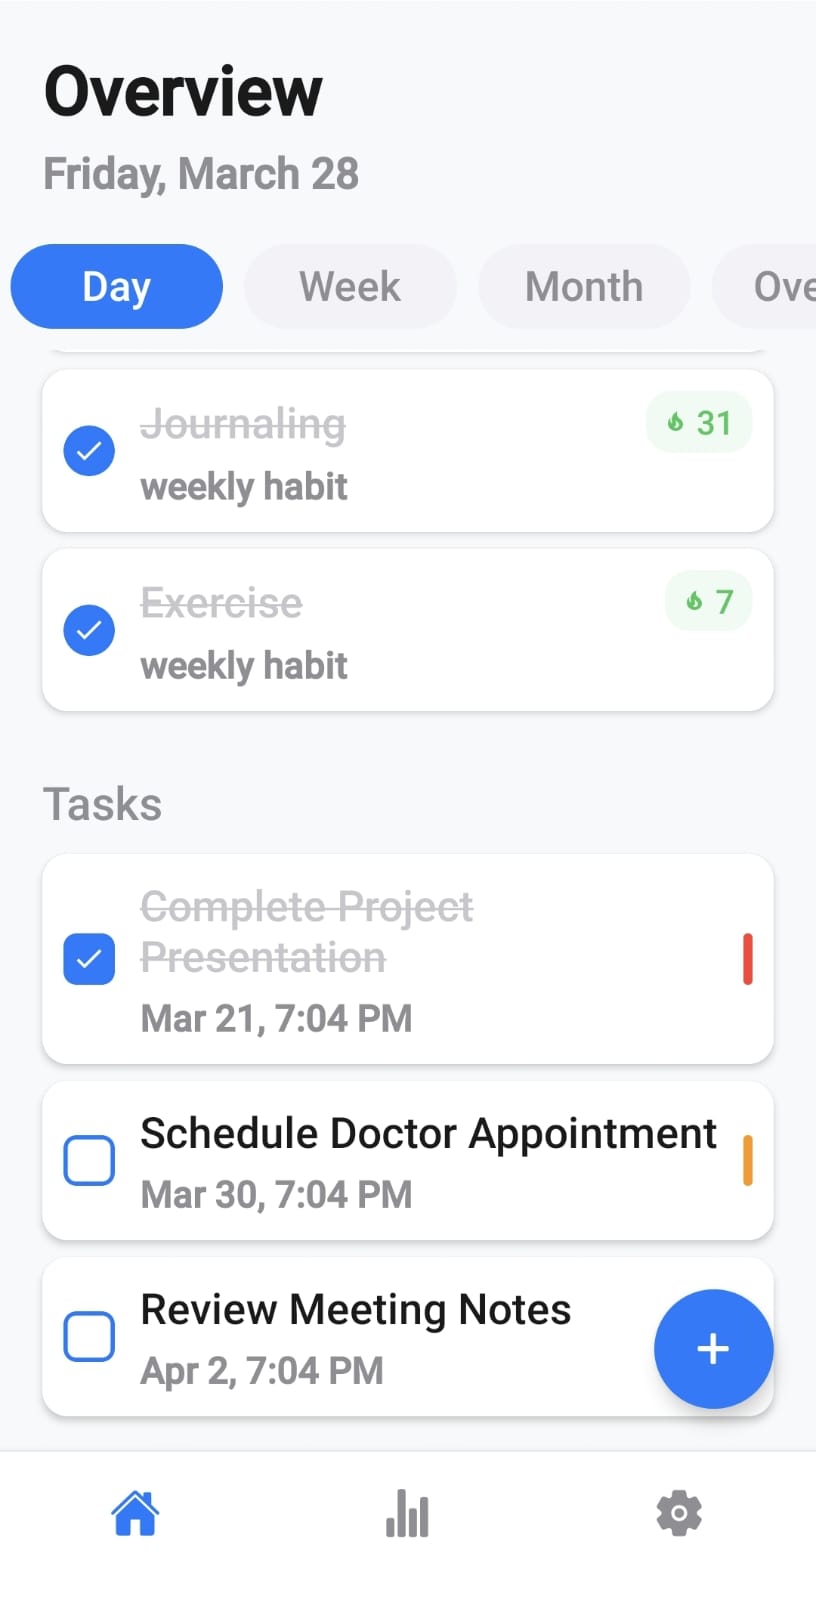 Overview
Friday, March 28
Day Week Month Ove
Journaling 31
weekly habit
Exercise 7
weekly habit
Tasks
Complete Project
Presentation
Mar 21, 7:04 PM
Schedule Doctor Appointment
Mar 30, 7:04 PM
Review Meeting Notes
Apr 2, 7:04 PM